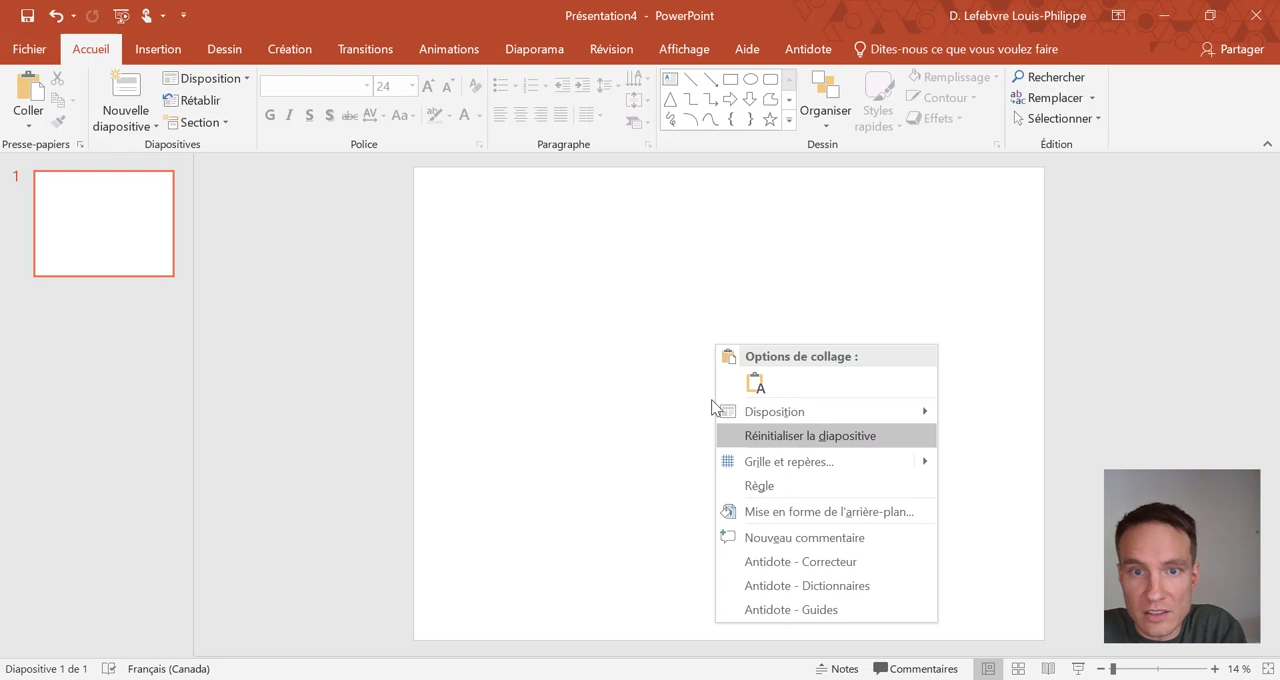 Présentation4 - PowerPoint
D. Lefebvre Louis-Philippe
Fichier
Accueil
Insertion
Dessin
Création
Transitions
Animations
Diaporama
Révision
Affichage
Aide
Antidote
Dites-nous ce que vous voulez faire
Partager
Coller
Presse-papiers
Nouvelle
diapositive
Disposition
Rétablir
Section
Diapositives
24
G I S S abc AV Aa A
Police
Paragraphe
Organiser
Styles
rapides
Remplissage
Contour
Effets
Dessin
Rechercher
Remplacer
Sélectionner
Édition
1
Options de collage :
Disposition
Réinitialiser la diapositive
Grille et repères...
Règle
Mise en forme de l'arrière-plan...
Nouveau commentaire
Antidote - Correcteur
Antidote - Dictionnaires
Antidote - Guides
Diapositive 1 de 1
Français (Canada)
Notes
Commentaires
14 %